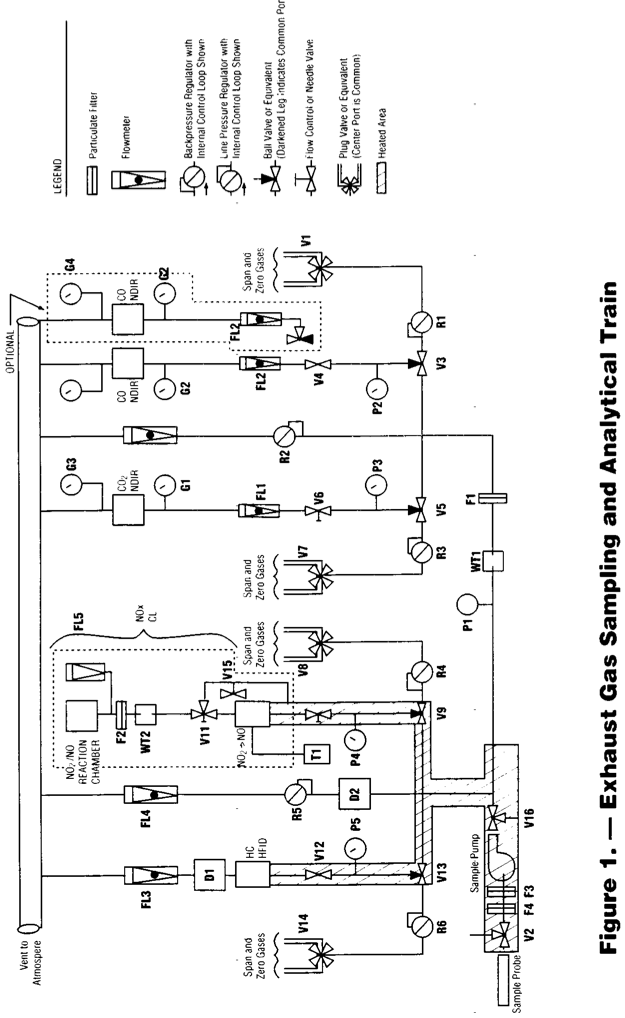 LEGEND
Particulate Filter
Flowmeter
Backpressure Regulator with
Internal Control Loop Shown
Line Pressure Regulator with
Internal Control Loop Shown
Ball Valve or Equivalent
(Darkened Leg Indicates Common Por
Flow Control or Needle Valve
Plug Valve or Equivalent
(Center Port is Common)
Heated Area
OPTIONAL
Vent to
Atmospere
G4
CO
NDIR
G2
FL2
Span and
Zero Gases
V1
CO
NDIR
G2
FL2
V4
P2
V3
R1
R2
G3
CO₂
NDIR
G1
FL1
V6
P3
V5
R3
F1
WT1
P1
Span and
Zero Gases
V7
Span and
Zero Gases
V8
R4
NOx
CL
FL5
NO₂/NO
REACTION
CHAMBER
F2
WT2
V11
V15
NO₂→NO
T1
P4
V9
FL4
R5
D2
FL3
D1
HC
HFID
V12
P5
V13
R6
Span and
Zero Gases
V14
Sample Pump
V16
F4 F3
V2
Sample Probe
Figure 1. — Exhaust Gas Sampling and Analytical Train